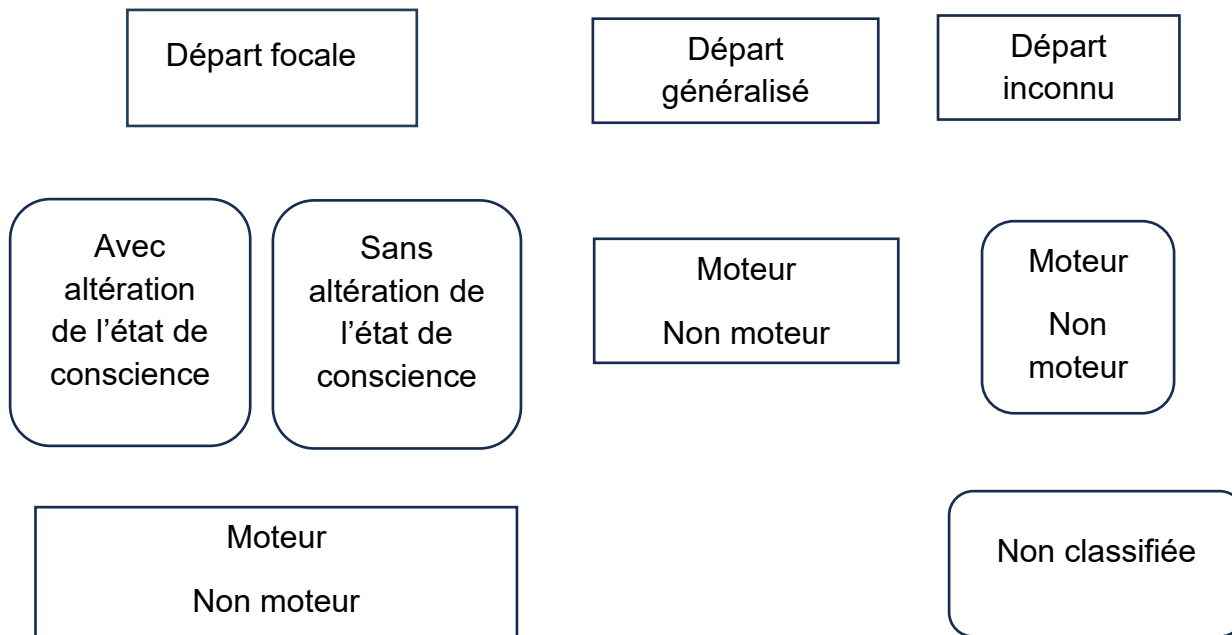 Départ focale
Départ
généralisé
Départ
inconnu
Avec
altération
de l’état de
conscience
Sans
altération de
l’état de
conscience
Moteur
Non moteur
Moteur
Non
moteur
Moteur
Non moteur
Non classifiée